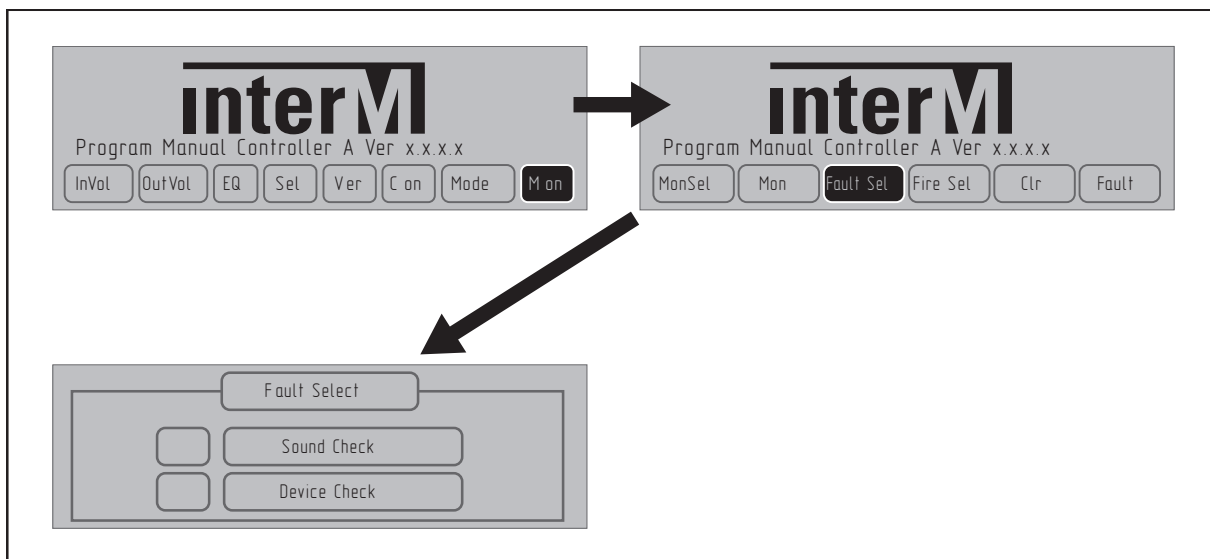 interM
Program Manual Controller A Ver x.x.x.x
InVol OutVol EQ Sel Ver C on Mode M on
interM
Program Manual Controller A Ver x.x.x.x
MonSel Mon Fault Sel Fire Sel Clr Fault
Fault Select
Sound Check
Device Check